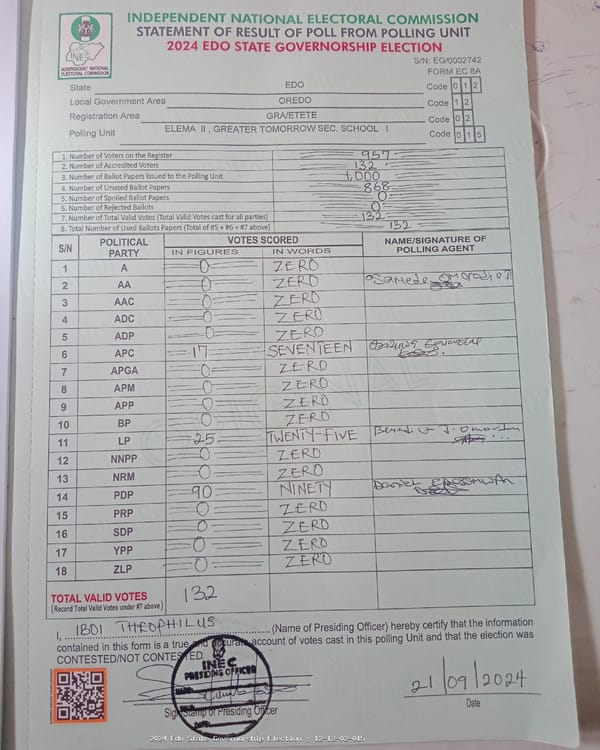 INDEPENDENT NATIONAL ELECTORAL COMMISSION
STATEMENT OF RESULT OF POLL FROM POLLING UNIT
2024 EDO STATE GOVERNORSHIP ELECTION
INEC
INDEPENDENT NATIONAL
ELECTORAL COMMISSION
S/N: EG/0002742
FORM EC 8A
State EDO Code 0 1 2
Local Government Area OREDO Code 1 2
Registration Area GRA/ETETE Code 0 2
Polling Unit ELEMA II, GREATER TOMORROW SEC. SCHOOL I Code 0 1 5
1. Number of Voters on the Register 957
2. Number of Accredited Voters 132
3. Number of Ballot Papers Issued to the Polling Unit 1,000
4. Number of Unused Ballot Papers 868
5. Number of Spoiled Ballot Papers 0
6. Number of Rejected Ballots 0
7. Number of Total Valid Votes (Total Valid Votes cast for all parties) 132
8. Total Number of Used Ballots Papers (Total of #5 + #6 + #7 above) 132
S/N POLITICAL PARTY VOTES SCORED NAME/SIGNATURE OF POLLING AGENT
IN FIGURES IN WORDS
1 A 0 ZERO
2 AA 0 ZERO
3 AAC 0 ZERO
4 ADC 0 ZERO
5 ADP 0 ZERO
6 APC 17 SEVENTEEN
7 APGA 0 ZERO
8 APM 0 ZERO
9 APP 0 ZERO
10 BP 0 ZERO
11 LP 25 TWENTY-FIVE
12 NNPP 0 ZERO
13 NRM 0 ZERO
14 PDP 90 NINETY Daniel
15 PRP 0 ZERO
16 SDP 0 ZERO
17 YPP 0 ZERO
18 ZLP 0 ZERO
TOTAL VALID VOTES 132
(Record Total Valid Votes under #7 above)
I, IBOI THEOPHILUS (Name of Presiding Officer) hereby certify that the information
contained in this form is a true and accurate account of votes cast in this polling Unit and that the election was
CONTESTED/NOT CONTESTED
INEC
PRESIDING OFFICER
21/09/2024
Sign/Stamp of Presiding Officer
Date
2024 Edo State Governorship Election : 12-12-02-015